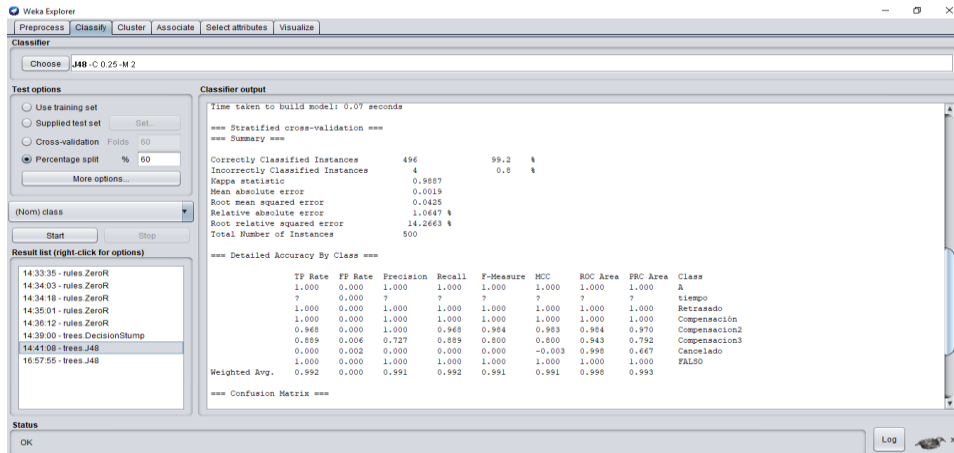 Weka Explorer
Preprocess Classify Cluster Associate Select attributes Visualize
Classifier
Choose J48 -C 0.25 -M 2
Test options
Use training set
Supplied test set Set...
Cross-validation Folds 60
Percentage split % 60
More options...
(Nom) class
Start Stop
Result list (right-click for options)
14:33:35 - rules.ZeroR
14:34:03 - rules.ZeroR
14:34:18 - rules.ZeroR
14:35:01 - rules.ZeroR
14:36:12 - rules.ZeroR
14:39:00 - trees.DecisionStump
14:41:08 - trees.J48
16:57:55 - trees.J48
Classifier output
Time taken to build model: 0.07 seconds
=== Stratified cross-validation ===
=== Summary ===
Correctly Classified Instances 496 99.2 %
Incorrectly Classified Instances 4 0.8 %
Kappa statistic 0.9887
Mean absolute error 0.0019
Root mean squared error 0.0425
Relative absolute error 1.0647 %
Root relative squared error 14.2663 %
Total Number of Instances 500
=== Detailed Accuracy By Class ===
TP Rate FP Rate Precision Recall F-Measure MCC ROC Area PRC Area Class
1.000 0.000 1.000 1.000 1.000 1.000 1.000 1.000 A
? 0.000 ? ? ? ? ? ? tiempo
1.000 0.000 1.000 1.000 1.000 1.000 1.000 1.000 Retrasado
1.000 0.000 1.000 1.000 1.000 1.000 1.000 1.000 Compensación
0.968 0.000 1.000 0.968 0.984 0.983 0.984 0.970 Compensacion2
0.889 0.006 0.727 0.889 0.800 0.800 0.943 0.792 Compensacion3
0.000 0.002 0.000 0.000 0.000 -0.003 0.998 0.667 Cancelado
1.000 0.000 1.000 1.000 1.000 1.000 1.000 1.000 FALSO
Weighted Avg. 0.992 0.000 0.991 0.992 0.991 0.991 0.998 0.993
=== Confusion Matrix ===
Status
OK
Log
x